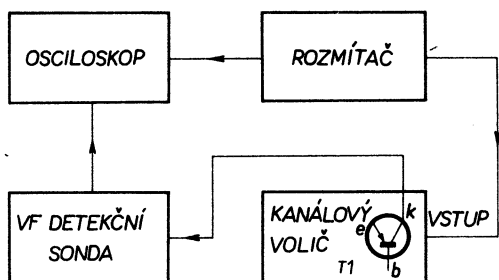 OSCILOSKOP
ROZMÍTAČ
VF DETEKČNÍ
SONDA
KANÁLOVÝ
VOLIČ
e
k
b
T1
VSTUP